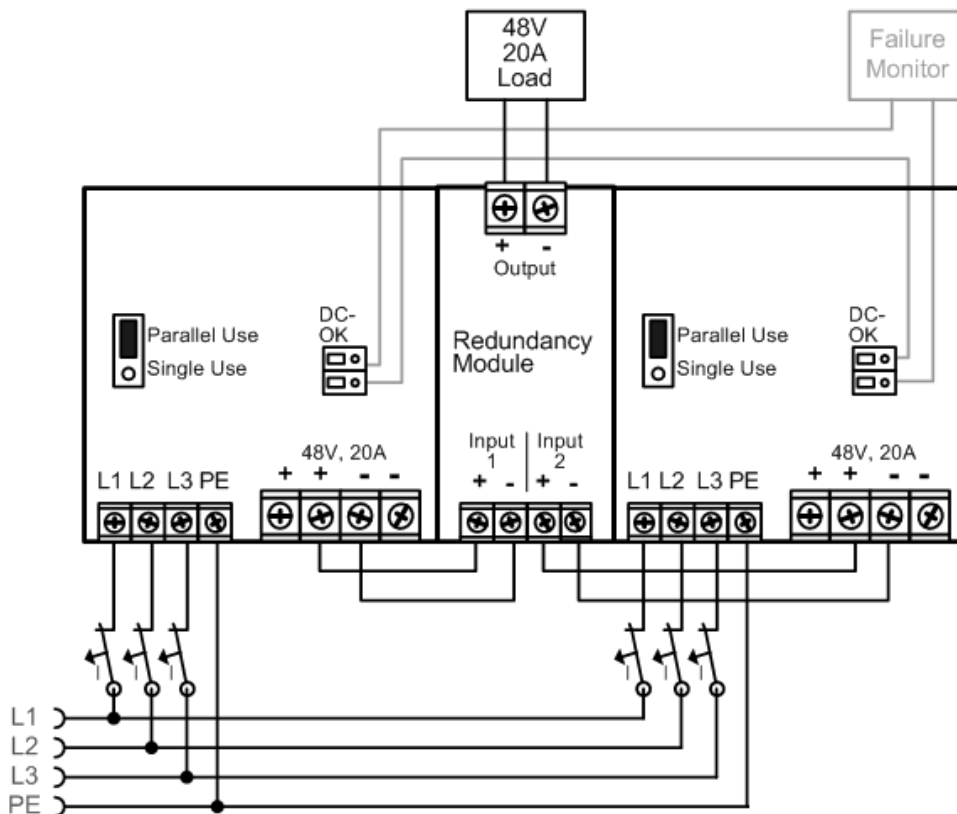 48V
20A
Load
Failure
Monitor
+ -
Output
Parallel Use
Single Use
DC-
OK
Redundancy
Module
Parallel Use
Single Use
DC-
OK
48V, 20A
+ + - -
L1 L2 L3 PE
Input
1
Input
2
+ - + -
48V, 20A
+ + - -
L1 L2 L3 PE
L1
L2
L3
PE